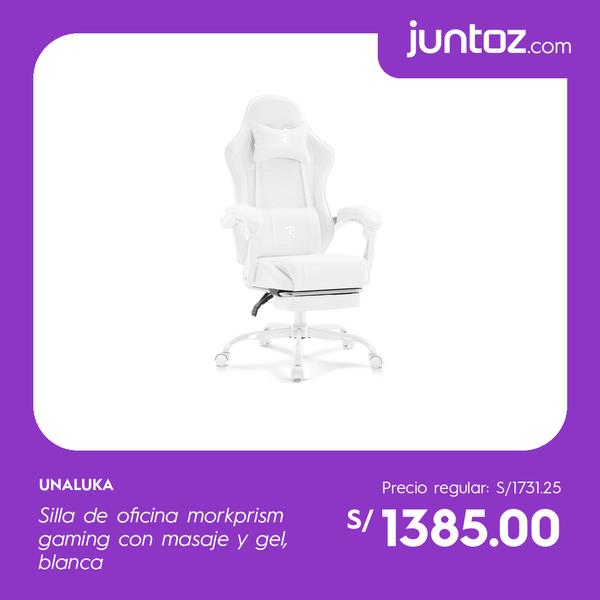 juntoz.com
UNALUKA
Silla de oficina morkprism
gaming con masaje y gel,
blanca
Precio regular: S/1731.25
S/ 1385.00